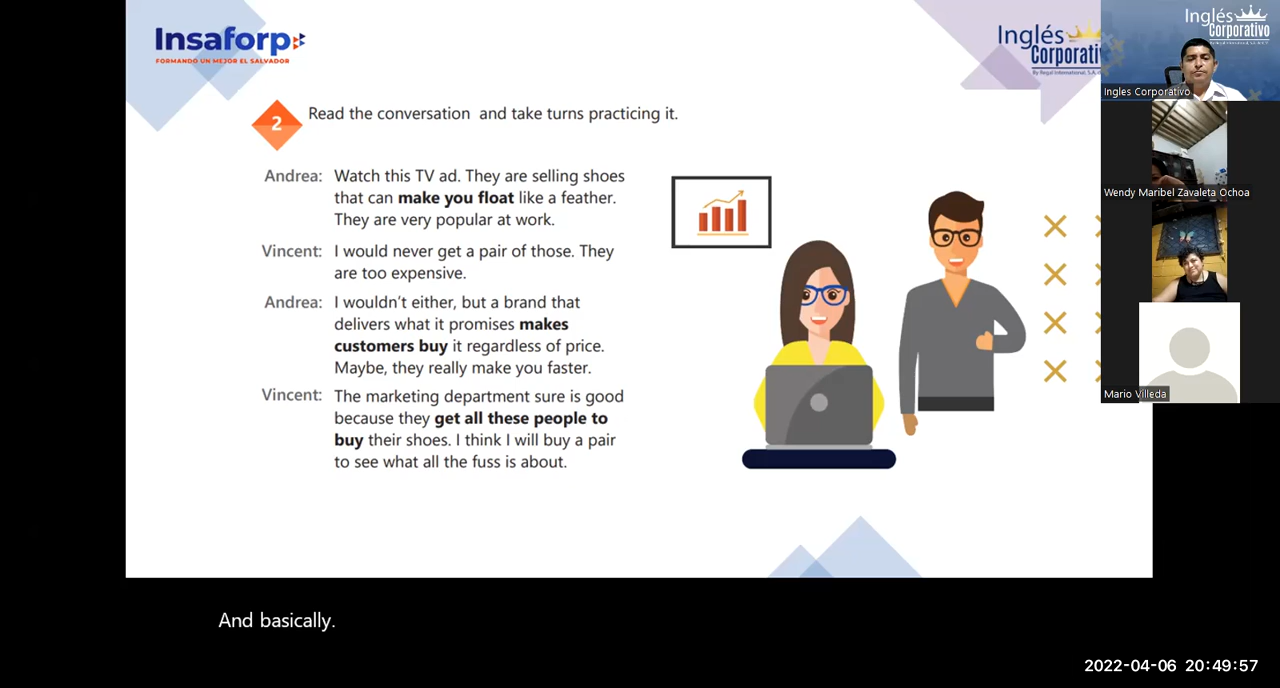 Insaforp
FORMANDO UN MEJOR EL SALVADOR
Inglés
Corporativ
By Regal International, S.A.
Inglés
Corporativo
2
Read the conversation and take turns practicing it.
Andrea: Watch this TV ad. They are selling shoes
that can make you float like a feather.
They are very popular at work.
Vincent: I would never get a pair of those. They
are too expensive.
Andrea: I wouldn't either, but a brand that
delivers what it promises makes
customers buy it regardless of price.
Maybe, they really make you faster.
Vincent: The marketing department sure is good
because they get all these people to
buy their shoes. I think I will buy a pair
to see what all the fuss is about.
Ingles Corporativo
Wendy Maribel Zavaleta Ochoa
Mario Villeda
And basically.
2022-04-06 20:49:57